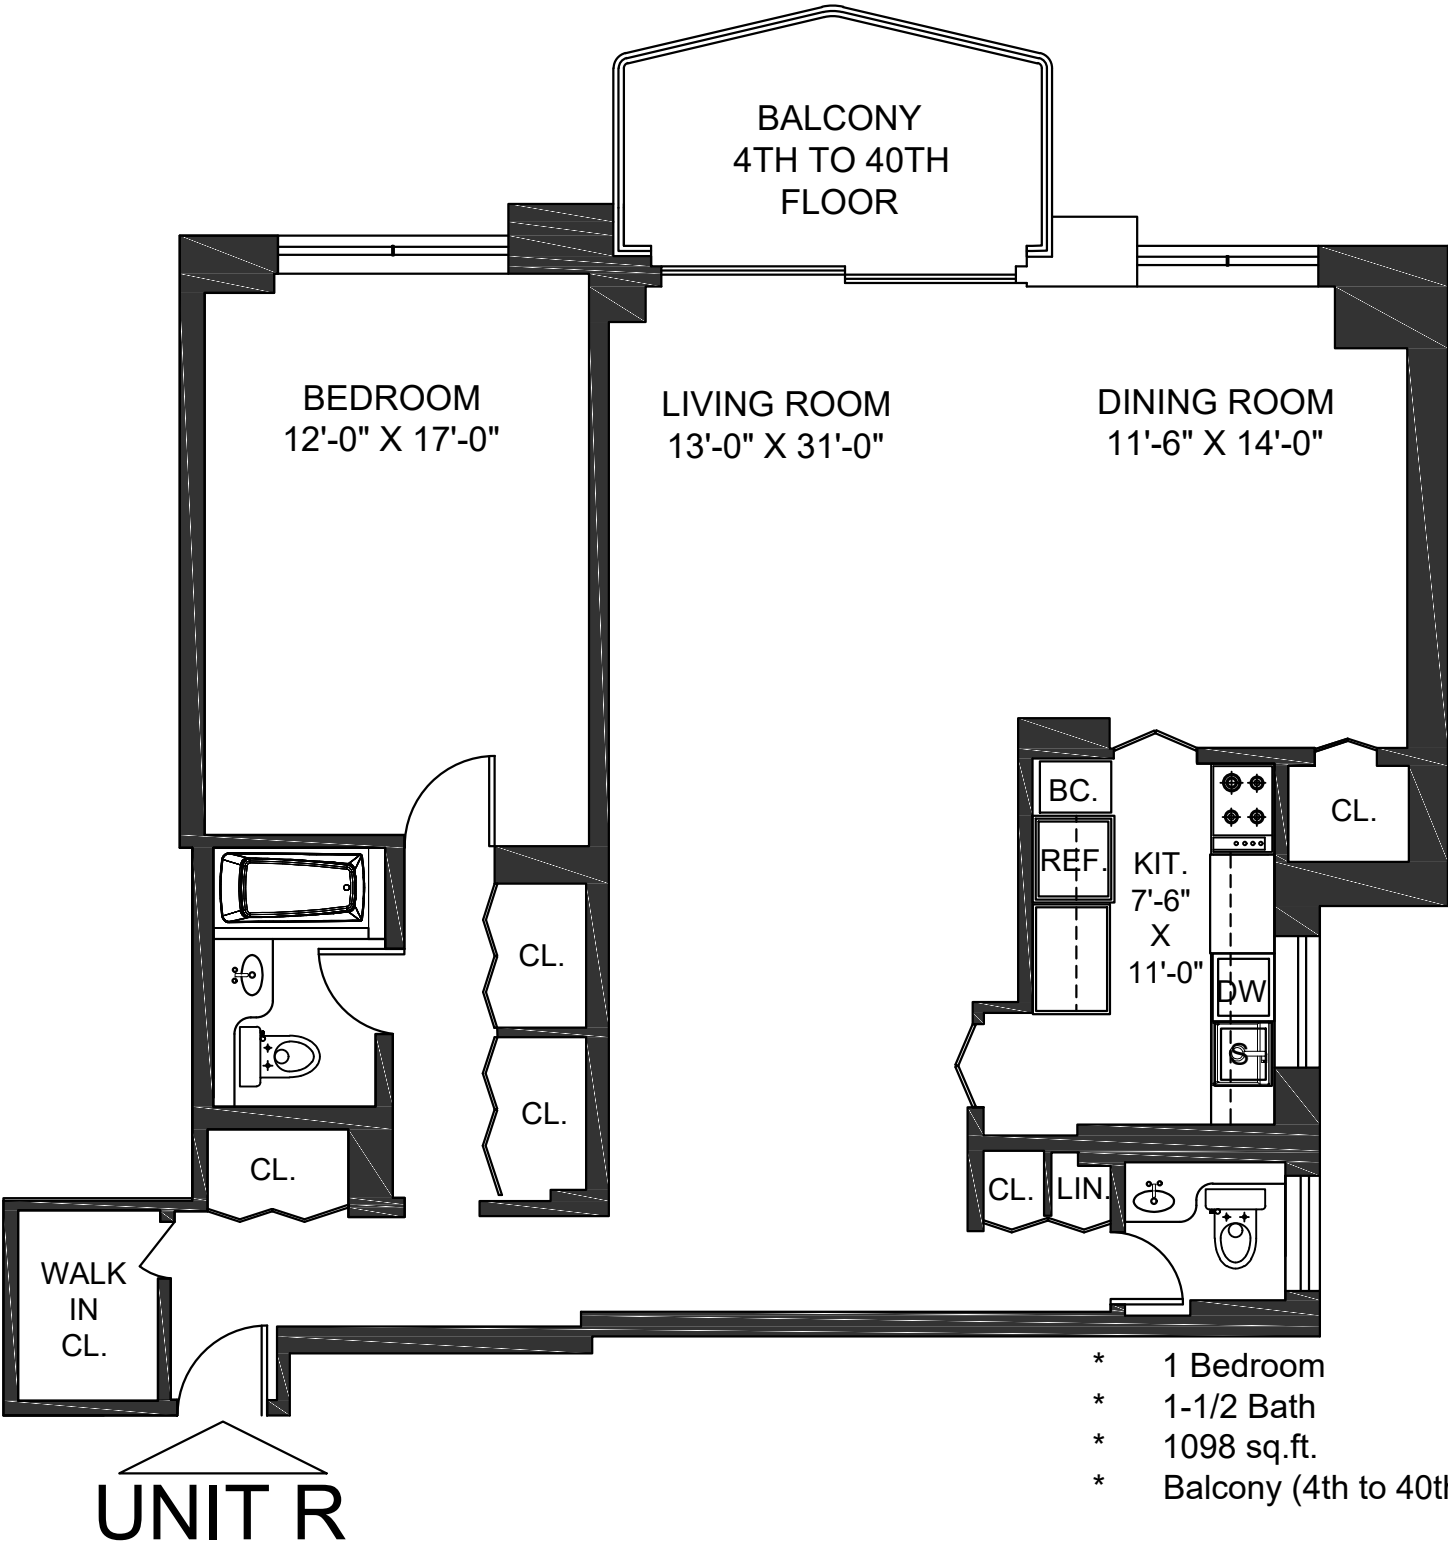 BALCONY
4TH TO 40TH
FLOOR
BEDROOM
12'-0" X 17'-0"
LIVING ROOM
13'-0" X 31'-0"
DINING ROOM
11'-6" X 14'-0"
BC.
REF.
KIT.
7'-6"
X
11'-0"
DW
S
CL.
CL.
CL.
CL.
CL.
LIN.
WALK
IN
CL.
* 1 Bedroom
* 1-1/2 Bath
* 1098 sq.ft.
* Balcony (4th to 40th
UNIT R